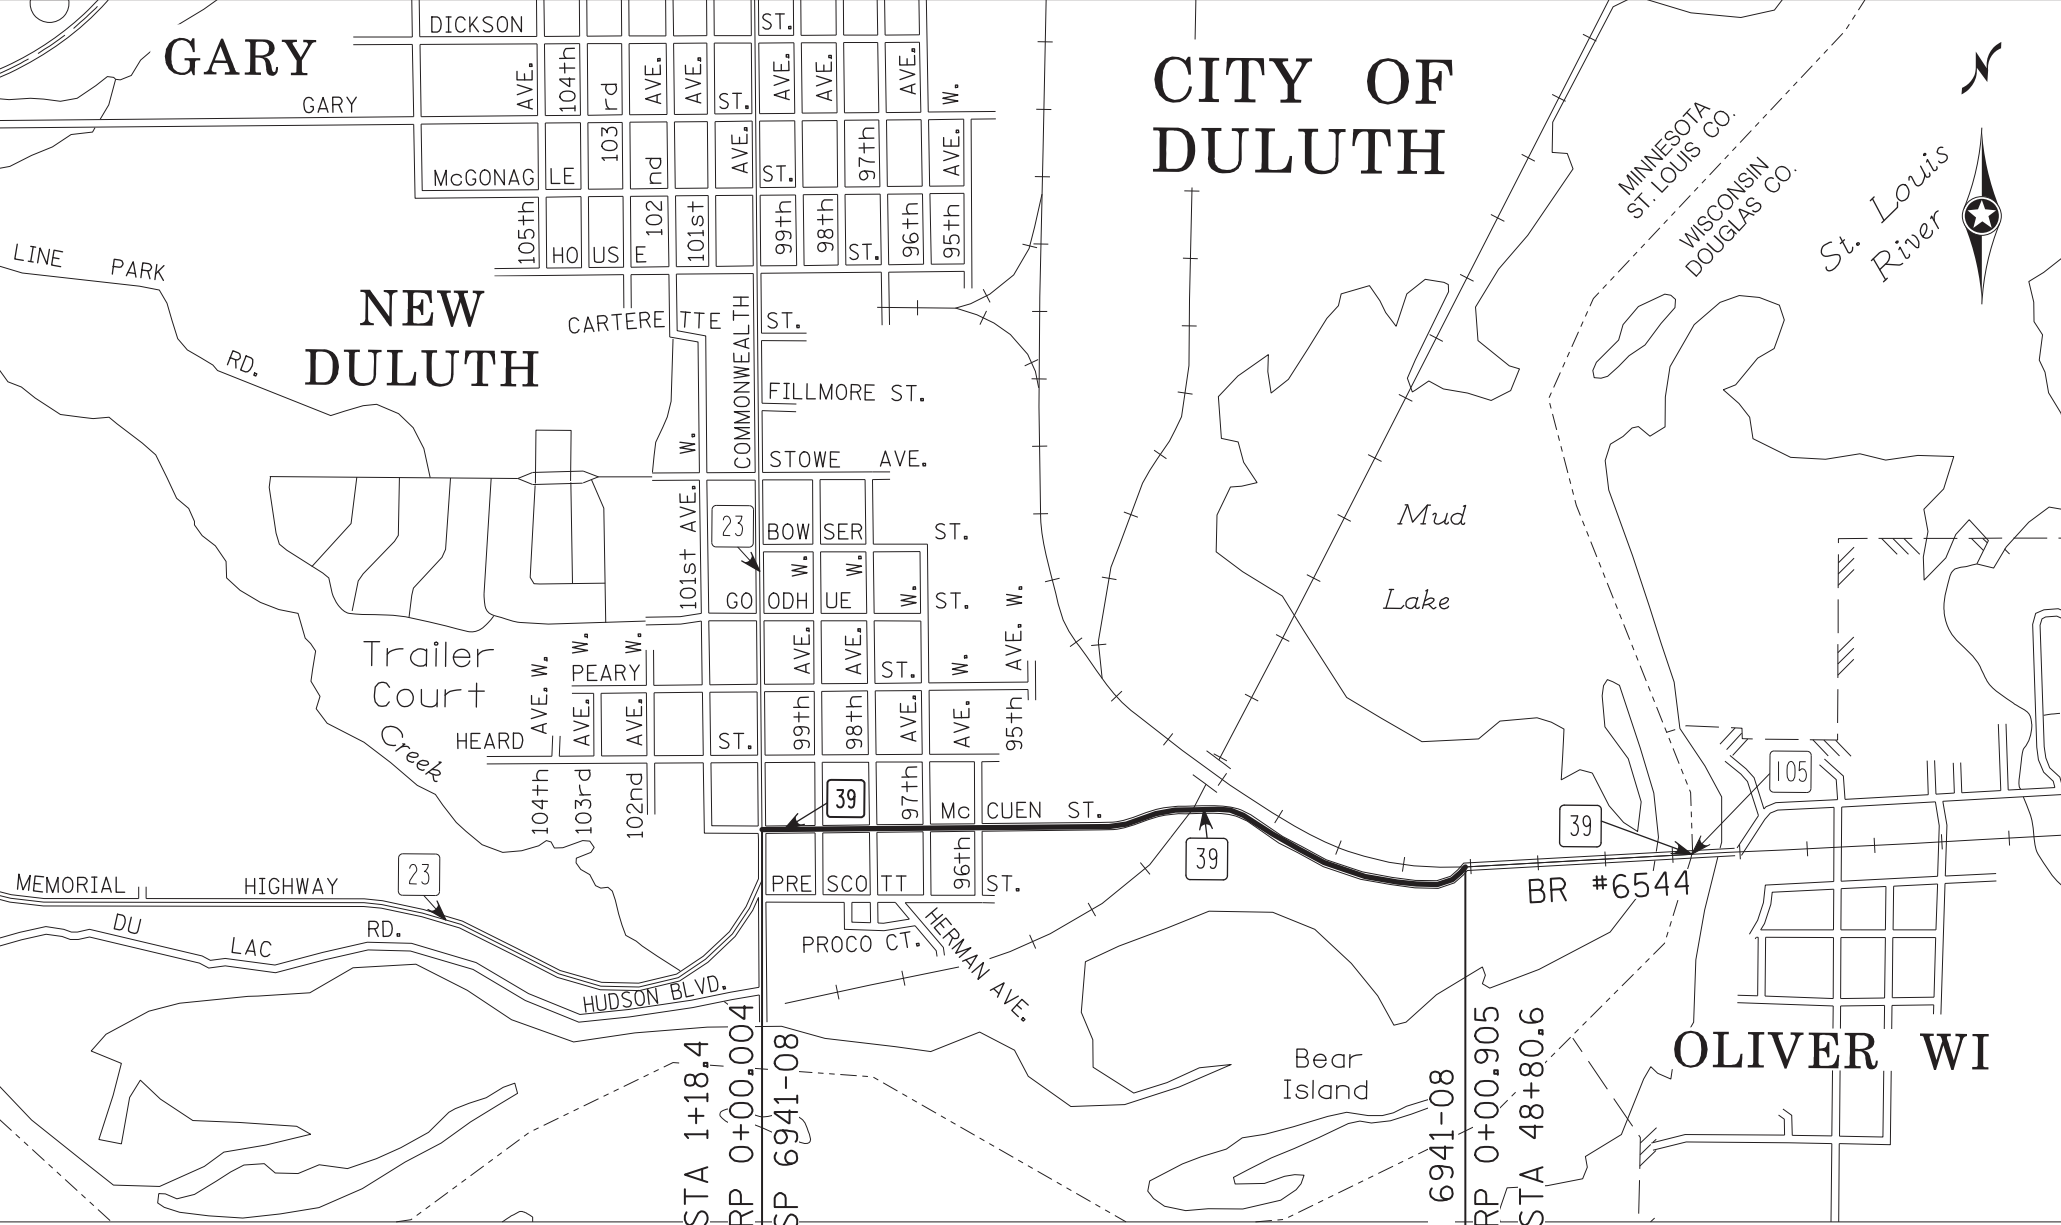 DICKSON ST.
GARY
CITY OF
DULUTH
AVE. 104th rd AVE. AVE. ST. AVE. AVE. AVE. W.
GARY
MINNESOTA
ST. LOUIS CO.
WISCONSIN
DOUGLAS CO.
St. Louis
River
103 nd AVE. 97th AVE.
McGONAG LE ST.
105th 102 101st 99th 98th 96th 95th
HO US E ST.
LINE PARK
RD.
NEW
DULUTH
CARTERE TTE ST.
COMMONWEALTH
FILLMORE ST.
W.
STOWE AVE.
101st AVE.
23
BOW SER ST.
W. W. W.
GO ODH UE ST.
Mud
Lake
Trailer
Court
Creek
W. W. W.
PEARY ST.
AVE. AVE. AVE.
AVE. AVE. W. AVE. W.
HEARD ST.
99th 98th AVE. AVE. 95th
104th 103rd 102nd
97th
39
Mc CUEN ST.
39
39
105
BR #6544
23
MEMORIAL HIGHWAY
DU LAC RD.
PRE SCO TT ST.
96th
PROCO CT.
HERMAN AVE.
HUDSON BLVD.
STA 1+18.4
RP 0+00.004
SP 6941-08
Bear
Island
6941-08
RP 0+00.905
STA 48+80.6
OLIVER WI